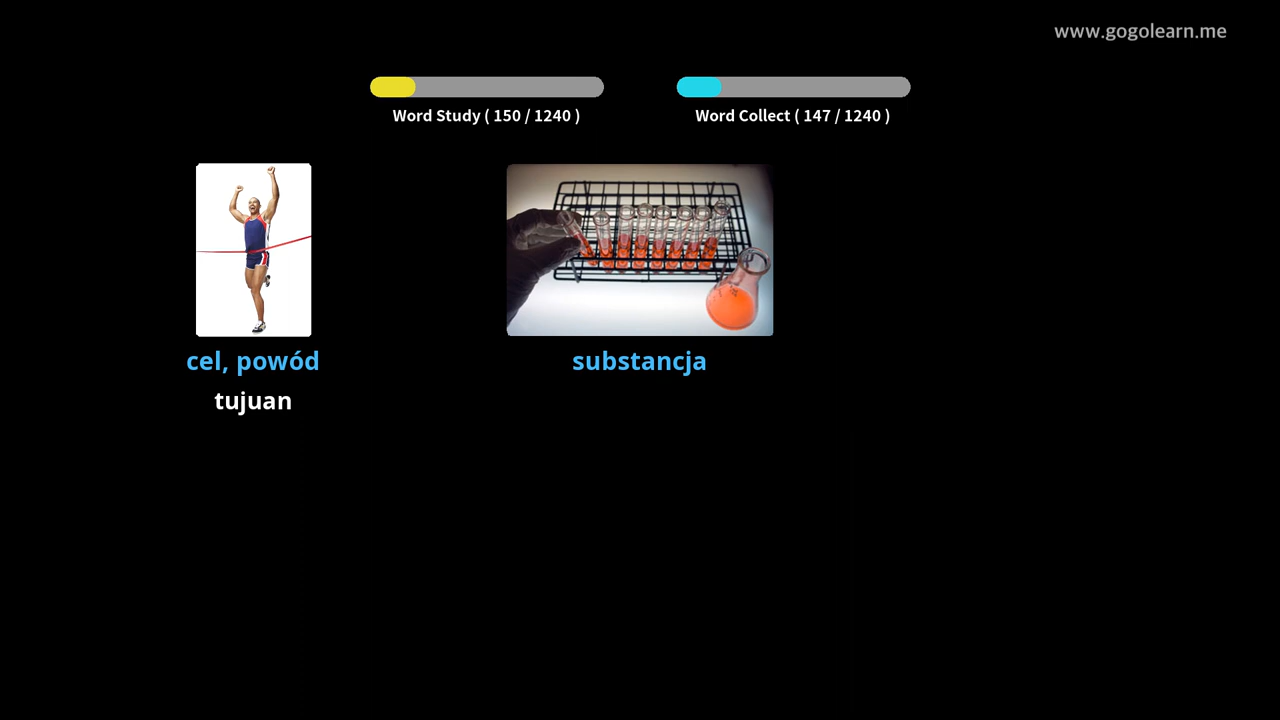 www.gogolearn.me
Word Study ( 150 / 1240 )
Word Collect ( 147 / 1240 )
cel, powód
tujuan
substancja